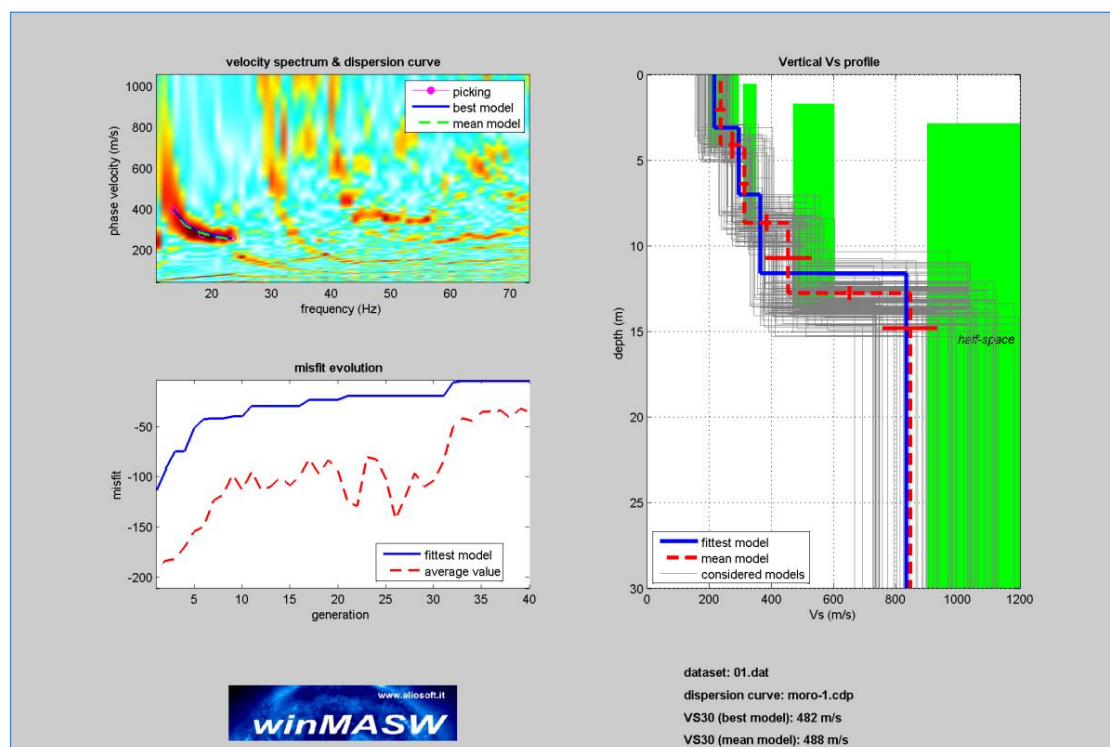 velocity spectrum & dispersion curve
1000
800
600
400
200
phase velocity (m/s)
picking
best model
mean model
20
30
40
50
60
70
frequency (Hz)
misfit evolution
-50
-100
-150
-200
misfit
fittest model
average value
5
10
15
20
25
30
35
40
generation
Vertical Vs profile
0
5
10
15
20
25
30
depth (m)
half-space
fittest model
mean model
considered models
0
200
400
600
800
1000
1200
Vs (m/s)
www.eliosoft.it
winMASW
dataset: 01.dat
dispersion curve: moro-1.cdp
VS30 (best model): 482 m/s
VS30 (mean model): 488 m/s